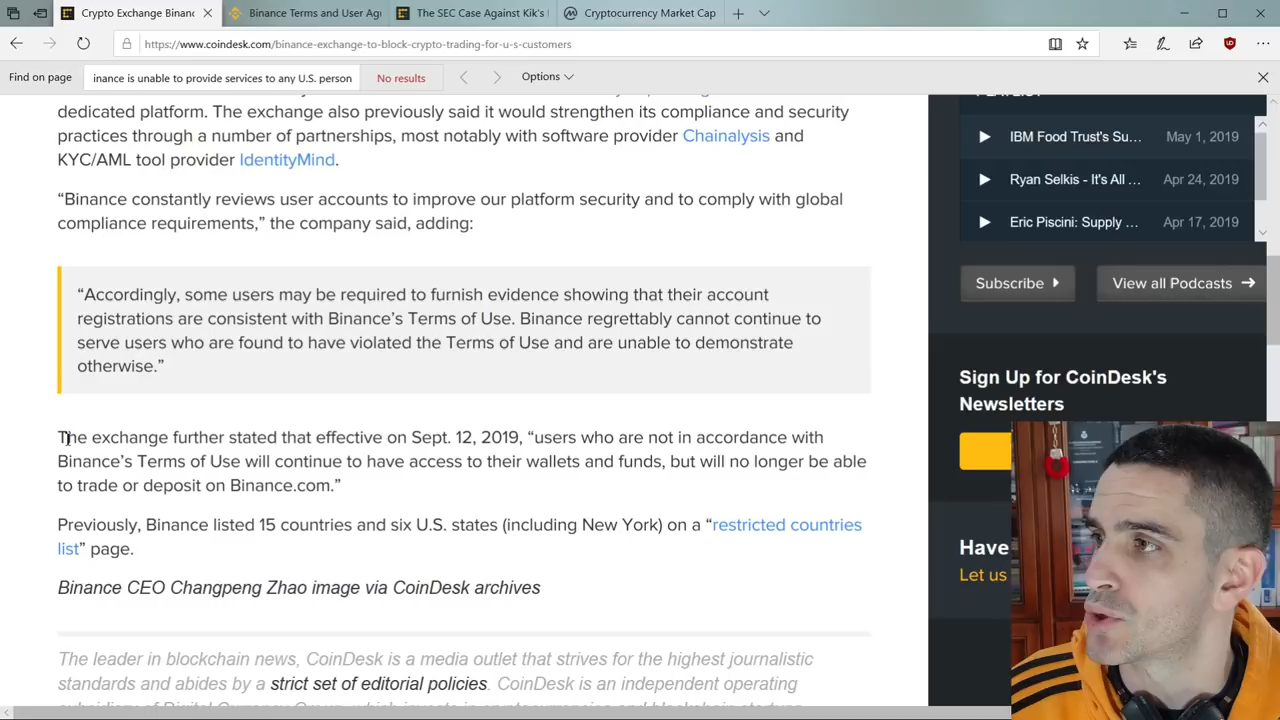 Crypto Exchange Binanc
Binance Terms and User Agr
The SEC Case Against Kik's I
Cryptocurrency Market Cap
https://www.coindesk.com/binance-exchange-to-block-crypto-trading-for-u-s-customers
Find on page
inance is unable to provide services to any U.S. person
No results
Options
dedicated platform. The exchange also previously said it would strengthen its compliance and security
practices through a number of partnerships, most notably with software provider Chainalysis and
KYC/AML tool provider IdentityMind.
“Binance constantly reviews user accounts to improve our platform security and to comply with global
compliance requirements,” the company said, adding:
“Accordingly, some users may be required to furnish evidence showing that their account
registrations are consistent with Binance’s Terms of Use. Binance regrettably cannot continue to
serve users who are found to have violated the Terms of Use and are unable to demonstrate
otherwise.”
The exchange further stated that effective on Sept. 12, 2019, “users who are not in accordance with
Binance’s Terms of Use will continue to have access to their wallets and funds, but will no longer be able
to trade or deposit on Binance.com.”
Previously, Binance listed 15 countries and six U.S. states (including New York) on a “restricted countries
list” page.
Binance CEO Changpeng Zhao image via CoinDesk archives
The leader in blockchain news, CoinDesk is a media outlet that strives for the highest journalistic
standards and abides by a strict set of editorial policies. CoinDesk is an independent operating
IBM Food Trust's Su... May 1, 2019
Ryan Selkis - It's All ... Apr 24, 2019
Eric Piscini: Supply ... Apr 17, 2019
Subscribe
View all Podcasts
Sign Up for CoinDesk's
Newsletters
Have
Let us